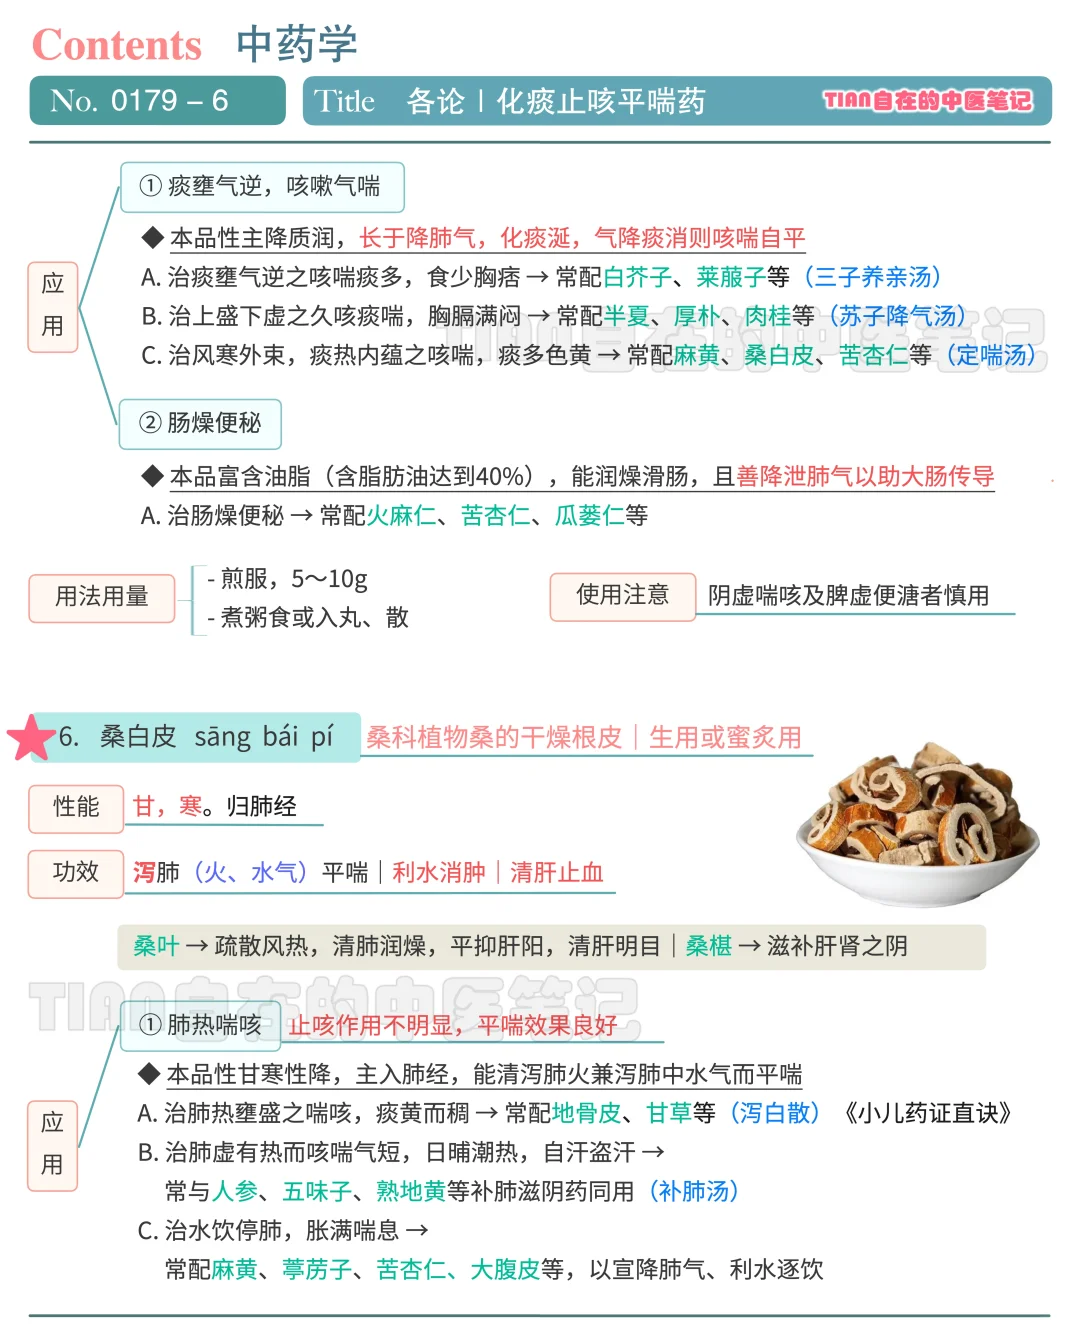 Contents 中药学
No. 0179 – 6
Title 各论 | 化痰止咳平喘药
TIAN自在的中医笔记
① 痰壅气逆，咳嗽气喘
◆ 本品性主降质润，长于降肺气，化痰涎，气降痰消则咳喘自平
应用
A. 治痰壅气逆之咳喘痰多，食少胸痞 → 常配白芥子、莱菔子等（三子养亲汤）
B. 治上盛下虚之久咳痰喘，胸膈满闷 → 常配半夏、厚朴、肉桂等（苏子降气汤）
C. 治风寒外束，痰热内蕴之咳喘，痰多色黄 → 常配麻黄、桑白皮、苦杏仁等（定喘汤）
TIAN自在的中医笔记
② 肠燥便秘
◆ 本品富含油脂（含脂肪油达到40%），能润燥滑肠，且善降泄肺气以助大肠传导
A. 治肠燥便秘 → 常配火麻仁、苦杏仁、瓜蒌仁等
用法用量
- 煎服，5～10g
- 煮粥食或入丸、散
使用注意 阴虚喘咳及脾虚便溏者慎用
6. 桑白皮 sāng bái pí 桑科植物桑的干燥根皮｜生用或蜜炙用
性能 甘，寒。归肺经
功效 泻肺（火、水气）平喘｜利水消肿｜清肝止血
桑叶 → 疏散风热，清肺润燥，平抑肝阳，清肝明目｜桑椹 → 滋补肝肾之阴
TIAN自在的中医笔记
① 肺热喘咳 止咳作用不明显，平喘效果良好
◆ 本品性甘寒性降，主入肺经，能清泻肺火兼泻肺中水气而平喘
应用
A. 治肺热壅盛之喘咳，痰黄而稠 → 常配地骨皮、甘草等（泻白散）《小儿药证直诀》
B. 治肺虚有热而咳喘气短，日晡潮热，自汗盗汗 →
常与人参、五味子、熟地黄等补肺滋阴药同用（补肺汤）
C. 治水饮停肺，胀满喘息 →
常配麻黄、葶苈子、苦杏仁、大腹皮等，以宣降肺气、利水逐饮